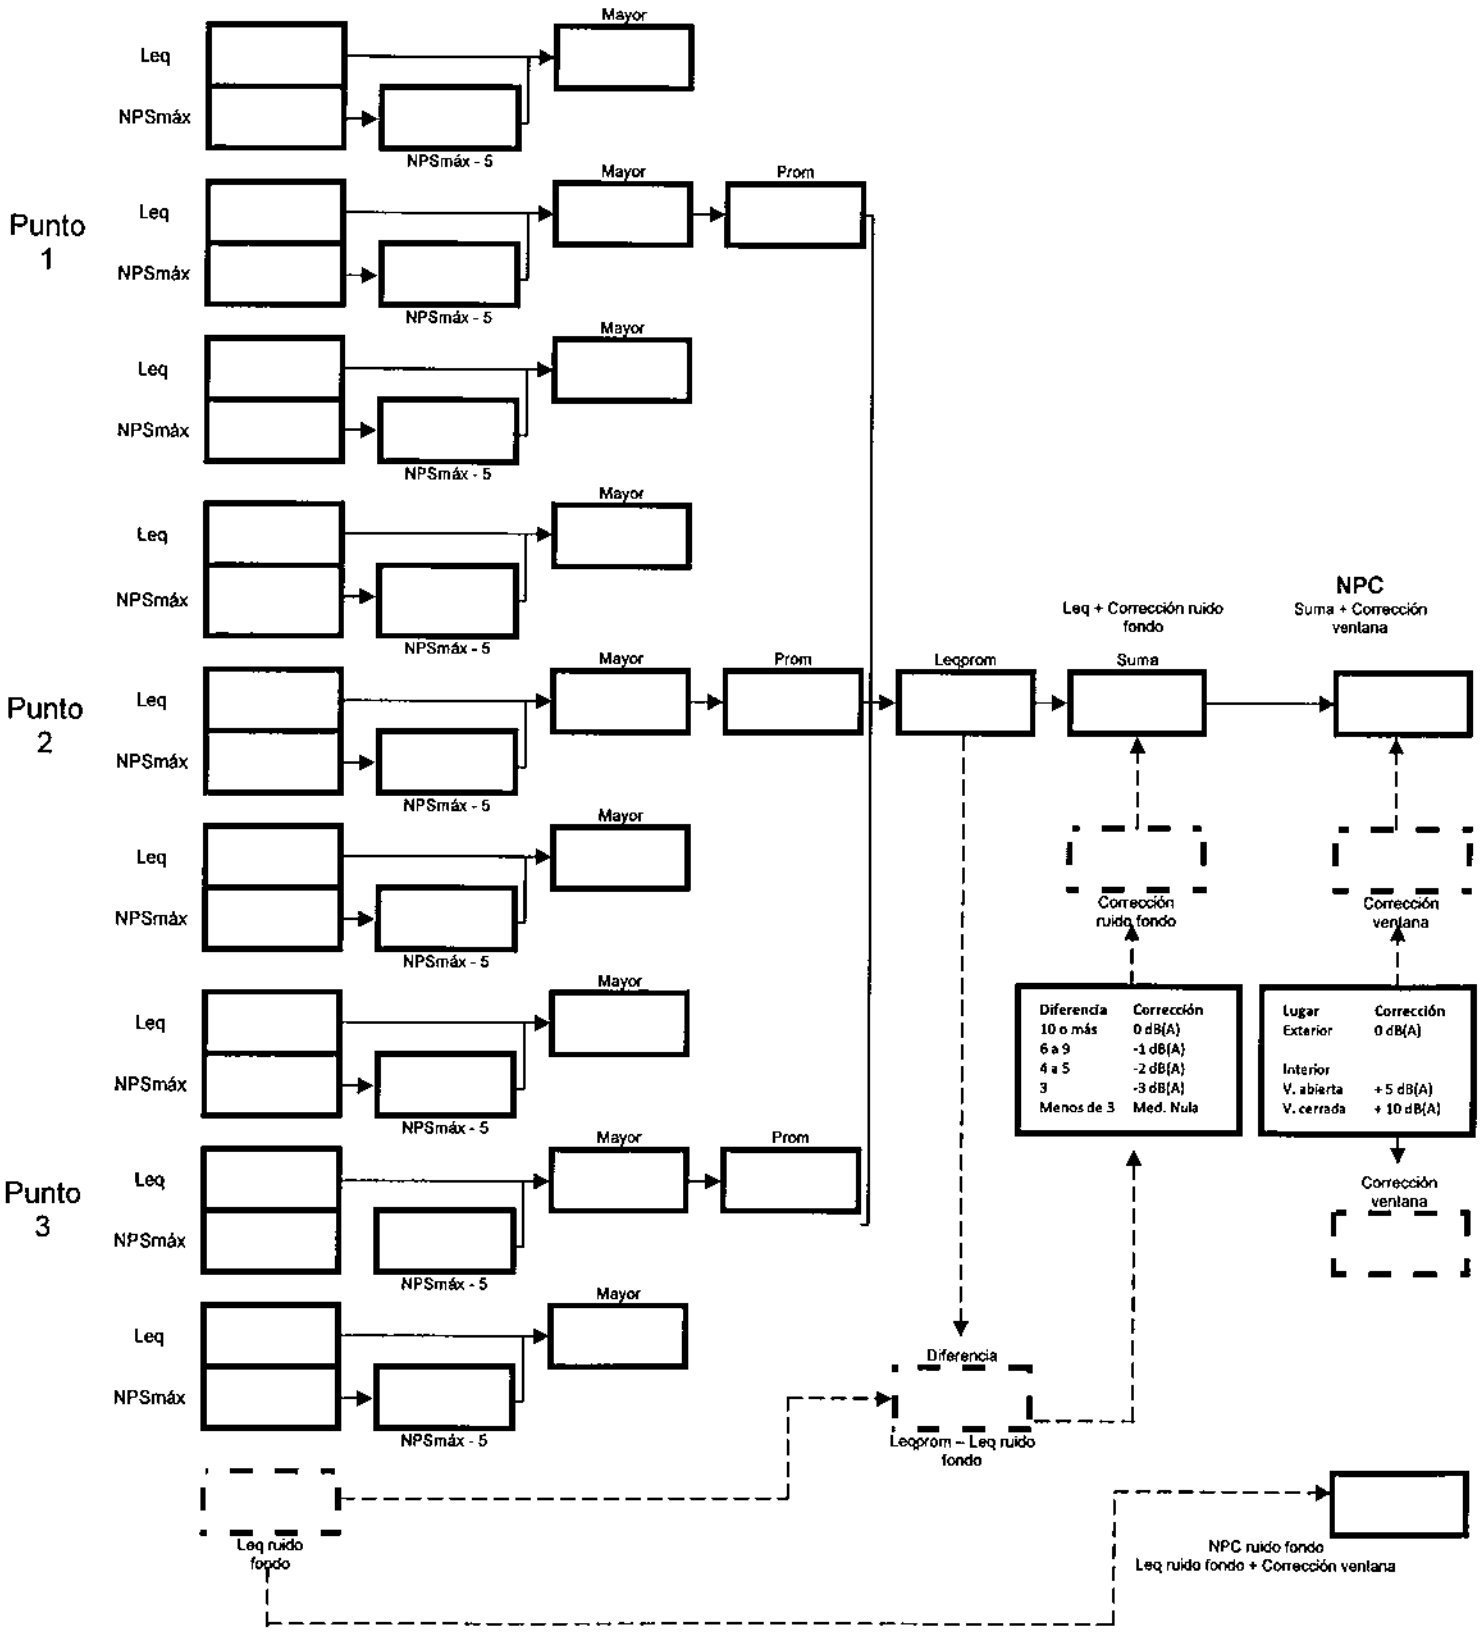 Mayor
Leq
NPSmáx
NPSmáx - 5
Mayor
Prom
Punto
1
Leq
NPSmáx
NPSmáx - 5
Mayor
Leq
NPSmáx
NPSmáx - 5
Mayor
Leq
NPSmáx
NPSmáx - 5
Mayor
Prom
Punto
2
Leq
NPSmáx
NPSmáx - 5
Mayor
Leq
NPSmáx
NPSmáx - 5
Mayor
Leq
NPSmáx
NPSmáx - 5
Mayor
Prom
Punto
3
Leq
NPSmáx
NPSmáx - 5
Mayor
Leq
NPSmáx
NPSmáx - 5
Leq ruido
fondo
Leqprom
Leq + Corrección ruido
fondo
Suma
NPC
Suma + Corrección
ventana
Corrección
ruido fondo
Corrección
ventana
Diferencia Corrección
10 o más 0 dB(A)
6 a 9 -1 dB(A)
4 a 5 -2 dB(A)
3 -3 dB(A)
Menos de 3 Med. Nula
Lugar Corrección
Exterior 0 dB(A)
Interior
V. abierta + 5 dB(A)
V. cerrada + 10 dB(A)
Corrección
ventana
Diferencia
Leqprom – Leq ruido
fondo
NPC ruido fondo
Leq ruido fondo + Corrección ventana